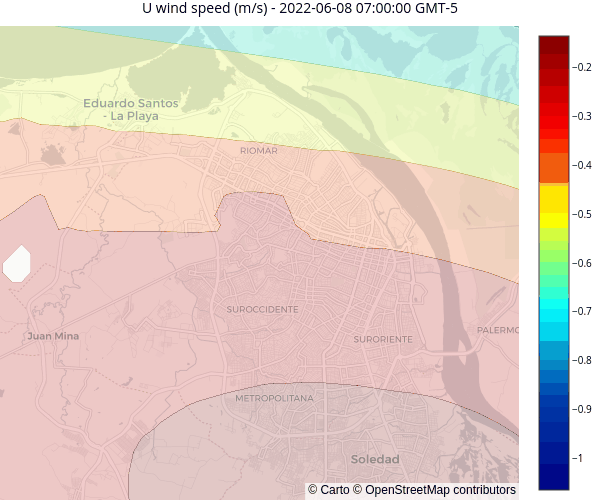 U wind speed (m/s) - 2022-06-08 07:00:00 GMT-5
Eduardo Santos
- La Playa
RIOMAR
SUROCCIDENTE
Juan Mina
SURORIENTE
PALERMO
METROPOLITANA
Soledad
© Carto © OpenStreetMap contributors
−0.2
−0.3
−0.4
−0.5
−0.6
−0.7
−0.8
−0.9
−1